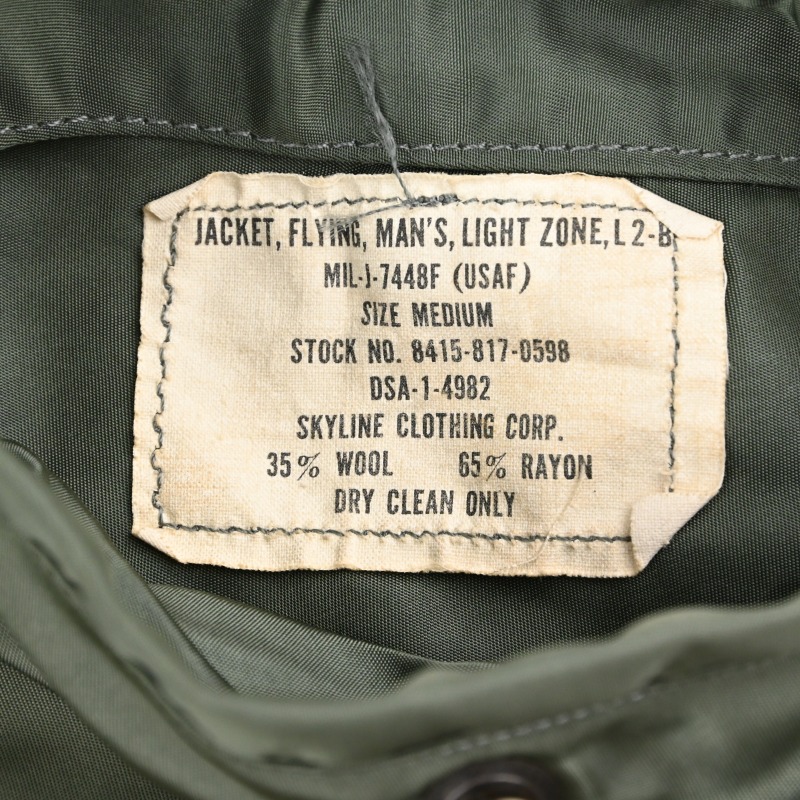 JACKET, FLYING, MAN'S, LIGHT ZONE, L 2-B
MIL-J-7448F (USAF)
SIZE MEDIUM
STOCK NO. 8415-817-0598
DSA-1-4982
SKYLINE CLOTHING CORP.
35% WOOL 65% RAYON
DRY CLEAN ONLY